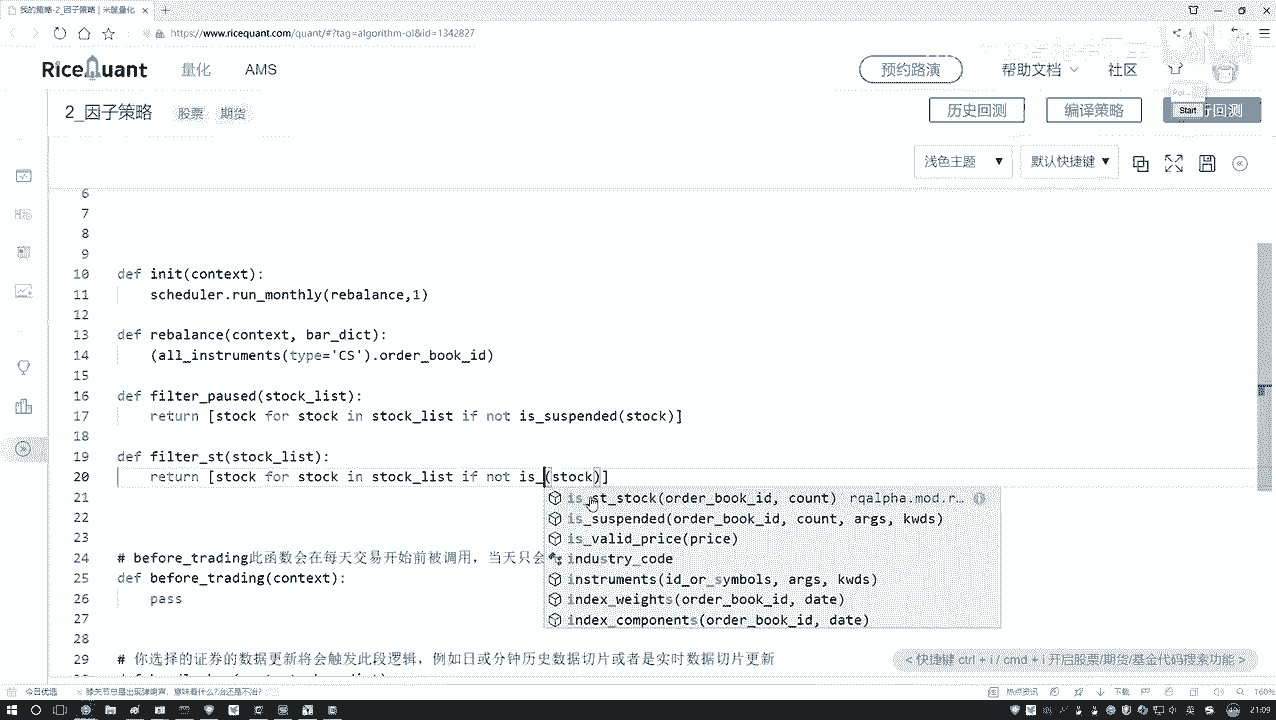 我的策略-2_因子策略 | 米筐量化
https://www.ricequant.com/quant/#?tag=algorithm-ol&id=1342827
RiceQuant 量化 AMS 预约路演 帮助文档 社区
2_因子策略 股票 期货 历史回测 编译策略 回测
Start
浅色主题 默认快捷键
6
7
8
9
10 def init(context):
11 scheduler.run_monthly(rebalance,1)
12
13 def rebalance(context, bar_dict):
14 (all_instruments(type='CS').order_book_id)
15
16 def filter_paused(stock_list):
17 return [stock for stock in stock_list if not is_suspended(stock)]
18
19 def filter_st(stock_list):
20 return [stock for stock in stock_list if not is_(stock)]
21 is_st_stock(order_book_id, count) rqalpha.mod.r…
22 is_suspended(order_book_id, count, args, kwds)
23 is_valid_price(price)
24 # before_trading此函数会在每天交易开始前被调用，当天只会 industry_code
25 def before_trading(context): instruments(id_or_symbols, args, kwds)
26 pass index_weights(order_book_id, date)
27 index_components(order_book_id, date)
28
29 # 你选择的证券的数据更新将会触发此段逻辑，例如日或分钟历史数据切片或者是实时数据切片更新
< 快捷键 ctrl + i / cmd + i 开启股票/期货/基金代码搜索功能 >
今日优选 膝关节总是出现弹响声，意味着什么?治还是不治? 热点资讯 下载 160%
英 21:09